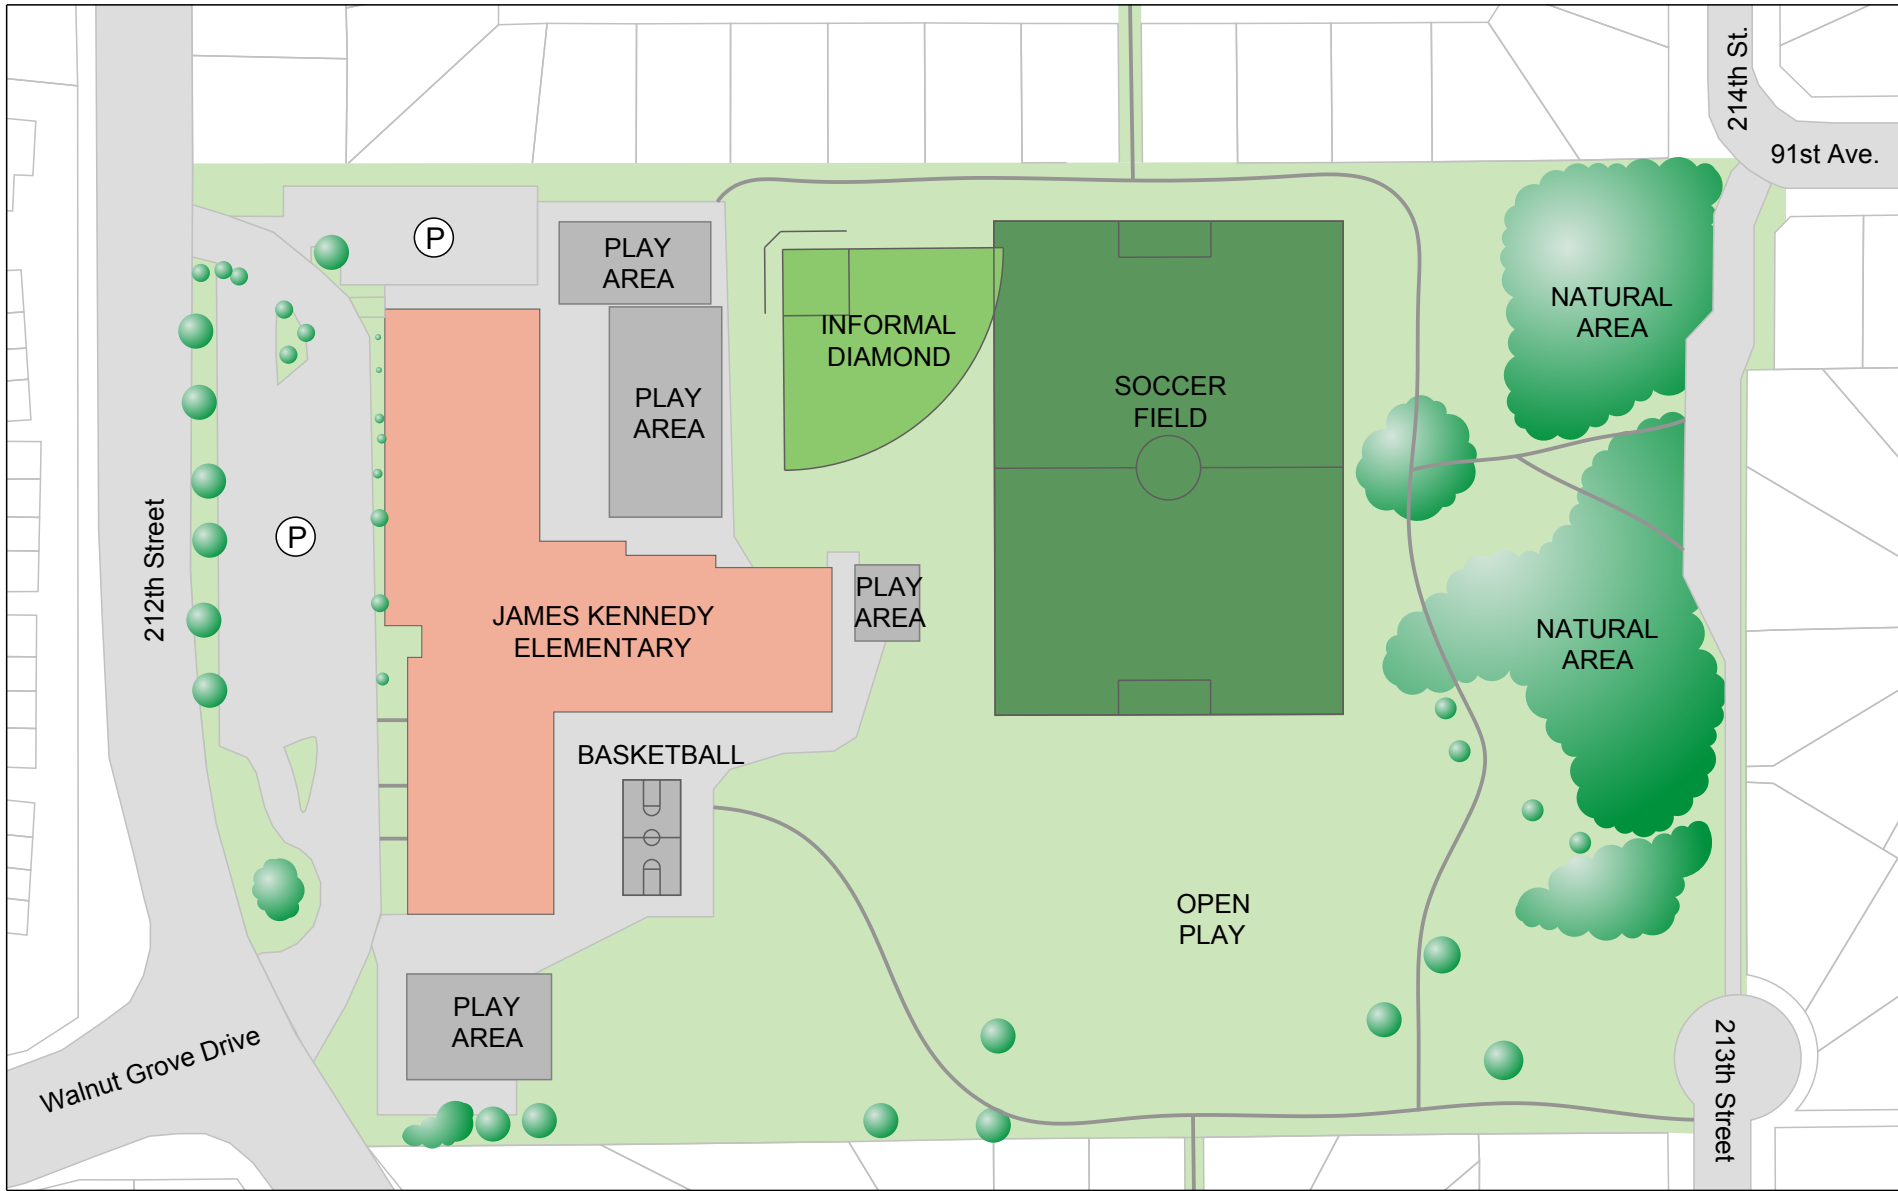 214th St.
91st Ave.
P
PLAY
AREA
NATURAL
AREA
INFORMAL
DIAMOND
SOCCER
FIELD
PLAY
AREA
212th Street
P
PLAY
AREA
JAMES KENNEDY
ELEMENTARY
NATURAL
AREA
BASKETBALL
OPEN
PLAY
PLAY
AREA
Walnut Grove Drive
213th Street